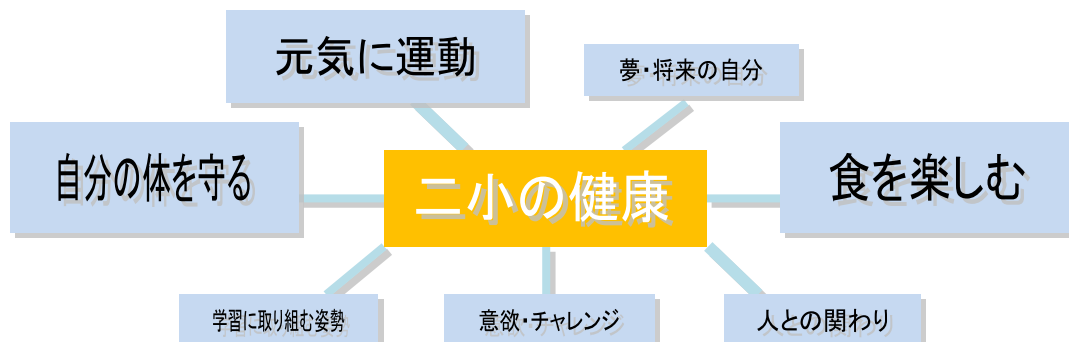 元気に運動
夢・将来の自分
自分の体を守る
二小の健康
食を楽しむ
学習に取り組む姿勢
意欲・チャレンジ
人との関わり